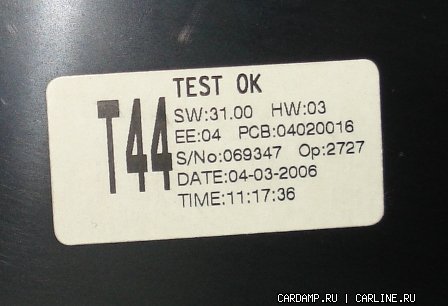 TEST OK
T44
SW:31.00 HW:03
EE:04 PCB:04020016
S/No:069347 Op:2727
DATE:04-03-2006
TIME:11:17:36
CARDAMP.RU | CARLINE.RU